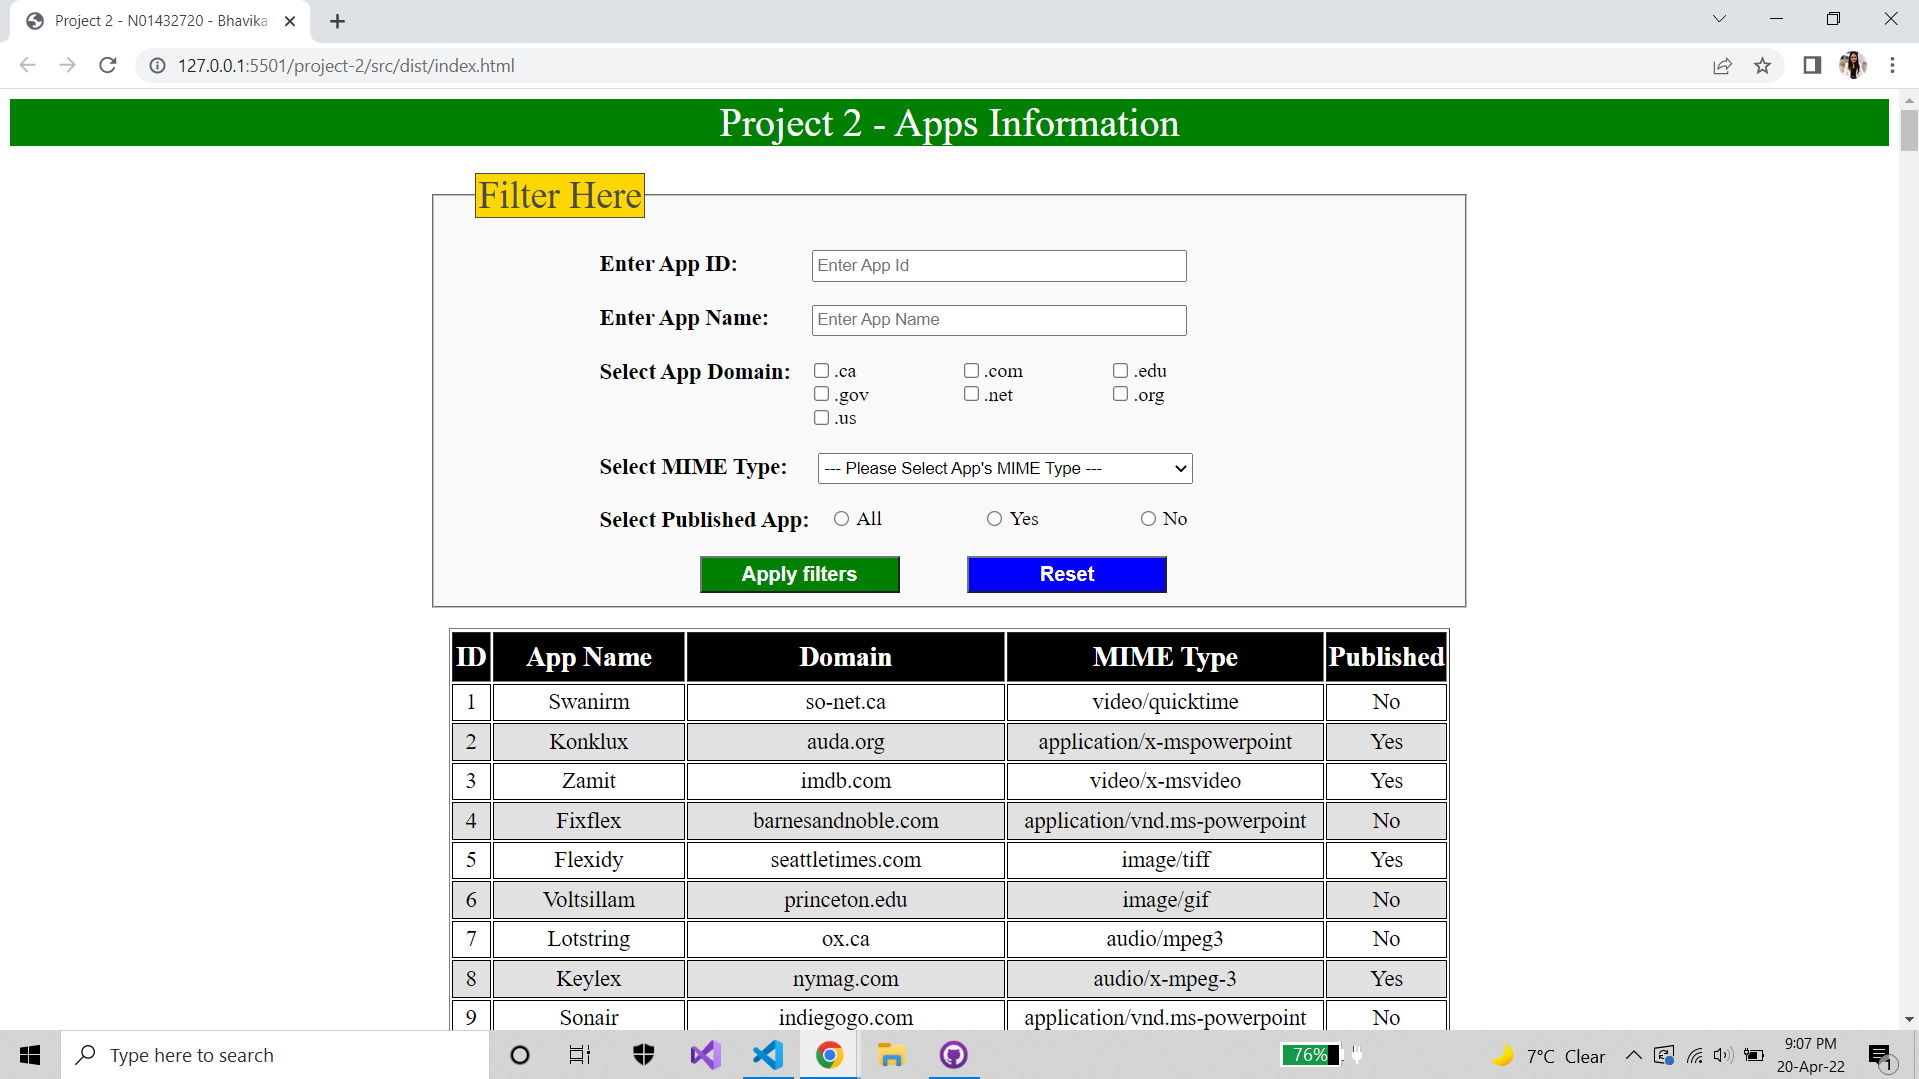 Project 2 - N01432720 - Bhavika
127.0.0.1:5501/project-2/src/dist/index.html
Project 2 - Apps Information
Filter Here
Enter App ID: Enter App Id
Enter App Name: Enter App Name
Select App Domain: .ca .com .edu
.gov .net .org
.us
Select MIME Type: --- Please Select App's MIME Type ---
Select Published App: All Yes No
Apply filters Reset
ID App Name Domain MIME Type Published
1 Swanirm so-net.ca video/quicktime No
2 Konklux auda.org application/x-mspowerpoint Yes
3 Zamit imdb.com video/x-msvideo Yes
4 Fixflex barnesandnoble.com application/vnd.ms-powerpoint No
5 Flexidy seattletimes.com image/tiff Yes
6 Voltsillam princeton.edu image/gif No
7 Lotstring ox.ca audio/mpeg3 No
8 Keylex nymag.com audio/x-mpeg-3 Yes
9 Sonair indiegogo.com application/vnd.ms-powerpoint No
Type here to search 76% 7°C Clear 9:07 PM
20-Apr-22 1